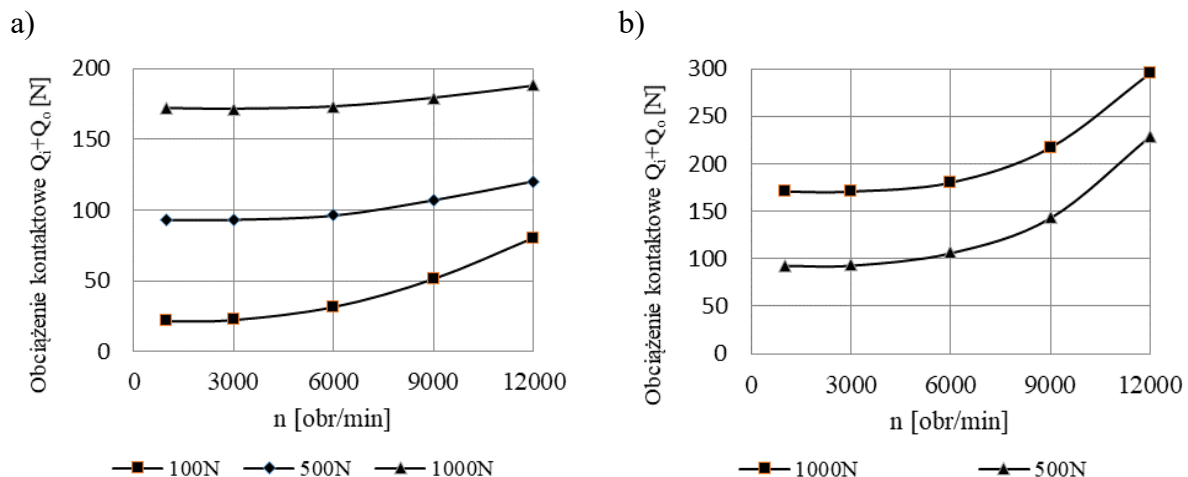 a)
Obciążenie kontaktowe Qᵢ+Qₒ [N]
200
150
100
50
0
0 3000 6000 9000 12000
n [obr/min]
100N 500N 1000N
b)
Obciążenie kontaktowe Qᵢ+Qₒ [N]
300
250
200
150
100
50
0
0 3000 6000 9000 12000
n [obr/min]
1000N 500N